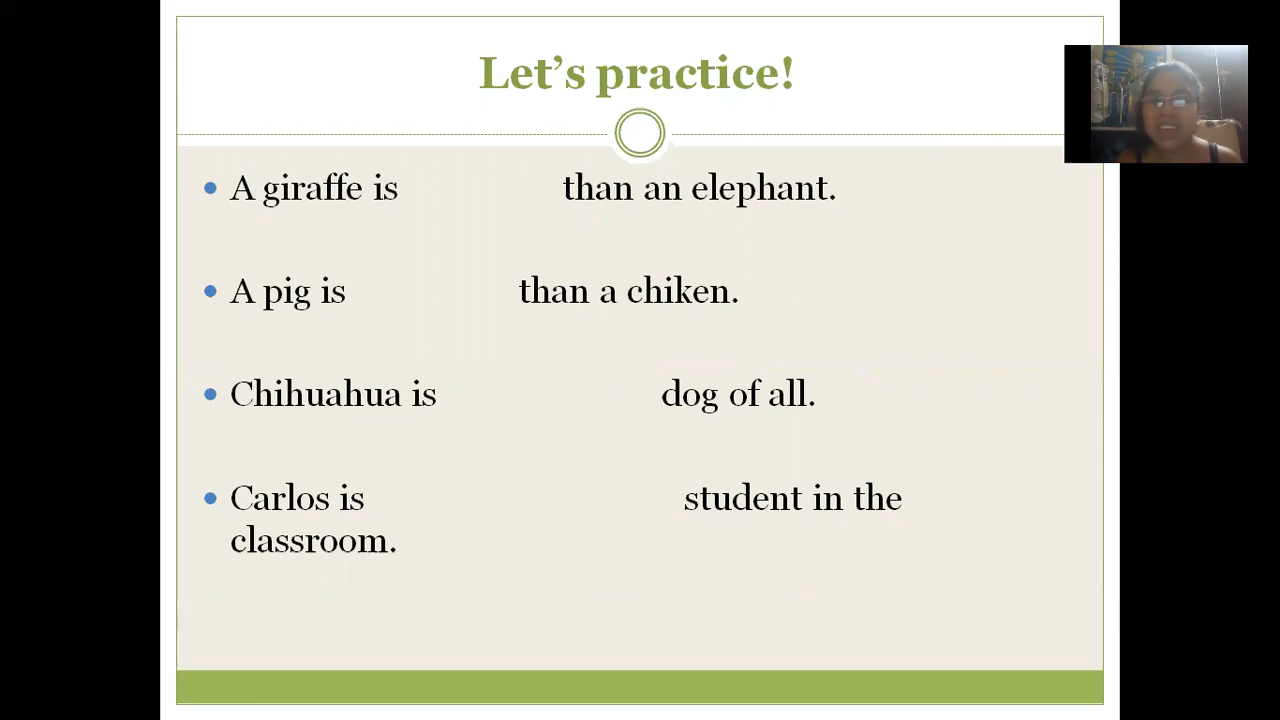 Let's practice!
A giraffe is than an elephant.
A pig is than a chiken.
Chihuahua is dog of all.
Carlos is student in the
classroom.